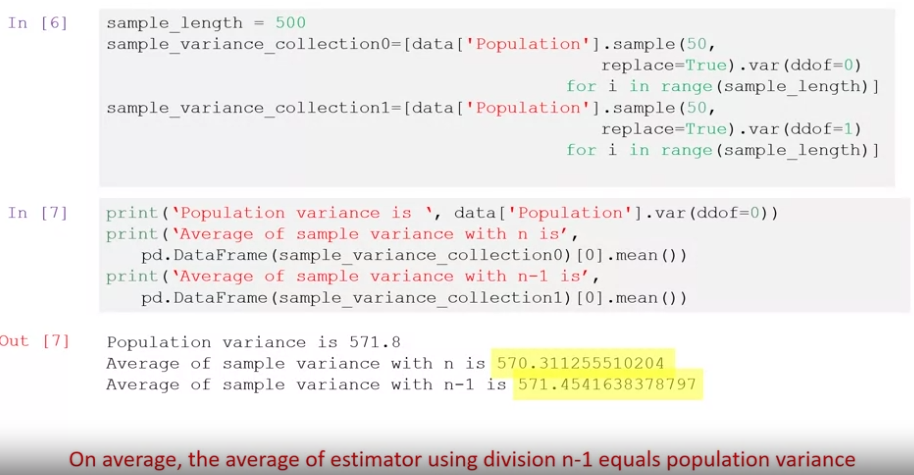 In [6]
sample_length = 500
sample_variance_collection0=[data['Population'].sample(50,
replace=True).var(ddof=0)
for i in range(sample_length)]
sample_variance_collection1=[data['Population'].sample(50,
replace=True).var(ddof=1)
for i in range(sample_length)]
In [7]
print(‘Population variance is ‘, data['Population'].var(ddof=0))
print(‘Average of sample variance with n is’,
pd.DataFrame(sample_variance_collection0)[0].mean())
print(‘Average of sample variance with n-1 is’,
pd.DataFrame(sample_variance_collection1)[0].mean())
Out [7]
Population variance is 571.8
Average of sample variance with n is 570.311255510204
Average of sample variance with n-1 is 571.4541638378797
On average, the average of estimator using division n-1 equals population variance